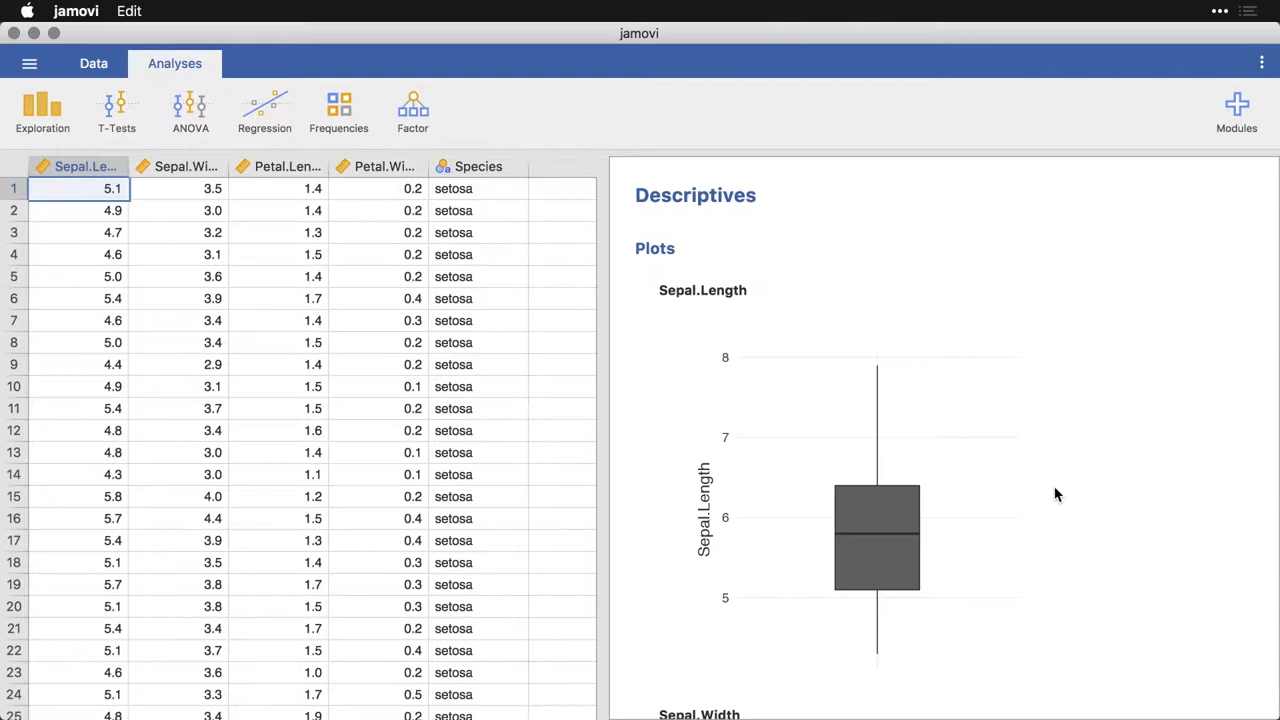 jamovi Edit
jamovi
Data Analyses
Exploration T-Tests ANOVA Regression Frequencies Factor Modules
Sepal.Le... Sepal.Wi... Petal.Len... Petal.Wi... Species
1 5.1 3.5 1.4 0.2 setosa
2 4.9 3.0 1.4 0.2 setosa
3 4.7 3.2 1.3 0.2 setosa
4 4.6 3.1 1.5 0.2 setosa
5 5.0 3.6 1.4 0.2 setosa
6 5.4 3.9 1.7 0.4 setosa
7 4.6 3.4 1.4 0.3 setosa
8 5.0 3.4 1.5 0.2 setosa
9 4.4 2.9 1.4 0.2 setosa
10 4.9 3.1 1.5 0.1 setosa
11 5.4 3.7 1.5 0.2 setosa
12 4.8 3.4 1.6 0.2 setosa
13 4.8 3.0 1.4 0.1 setosa
14 4.3 3.0 1.1 0.1 setosa
15 5.8 4.0 1.2 0.2 setosa
16 5.7 4.4 1.5 0.4 setosa
17 5.4 3.9 1.3 0.4 setosa
18 5.1 3.5 1.4 0.3 setosa
19 5.7 3.8 1.7 0.3 setosa
20 5.1 3.8 1.5 0.3 setosa
21 5.4 3.4 1.7 0.2 setosa
22 5.1 3.7 1.5 0.4 setosa
23 4.6 3.6 1.0 0.2 setosa
24 5.1 3.3 1.7 0.5 setosa
25 4.8 3.4 1.9 0.2 setosa
Descriptives
Plots
Sepal.Length
8
7
6
5
Sepal.Length
Sepal.Width